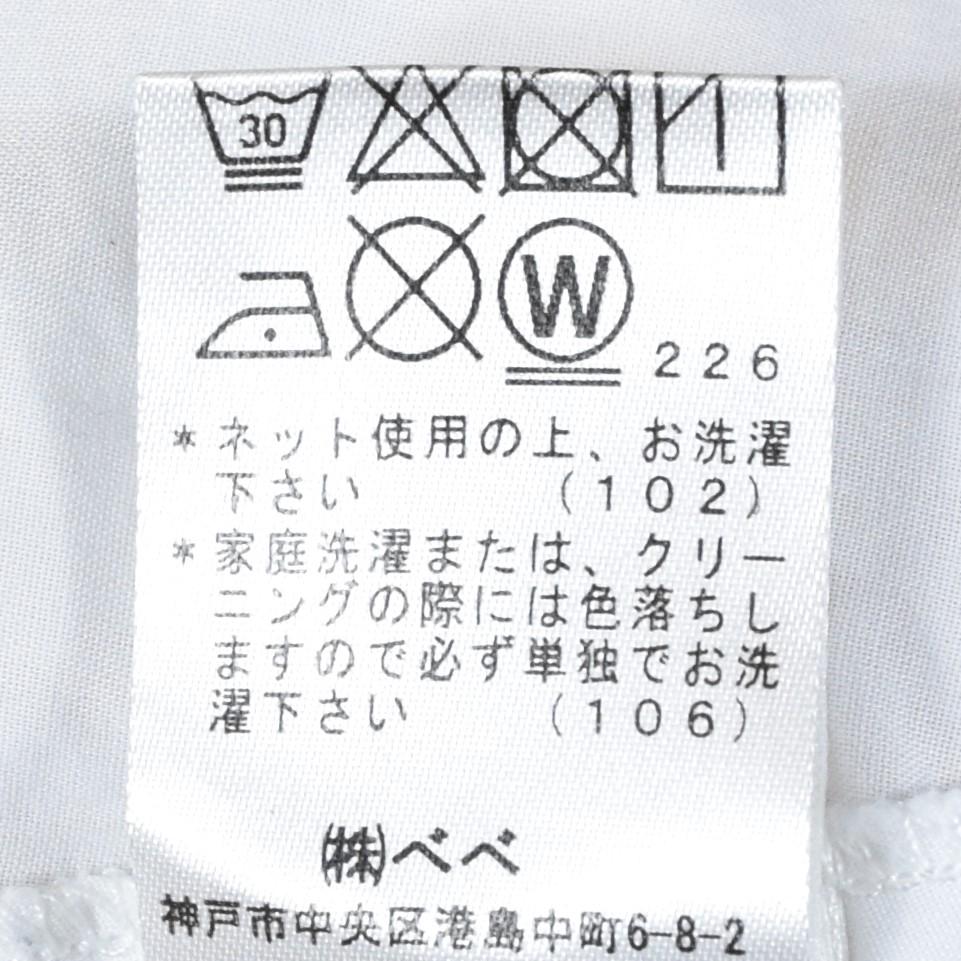 30
W
226
*ネット使用の上、お洗濯
下さい (102)
*家庭洗濯または、クリー
ニングの際には色落ちし
ますので必ず単独でお洗
濯下さい (106)
㈱べべ
神戸市中央区港島中町6-8-2